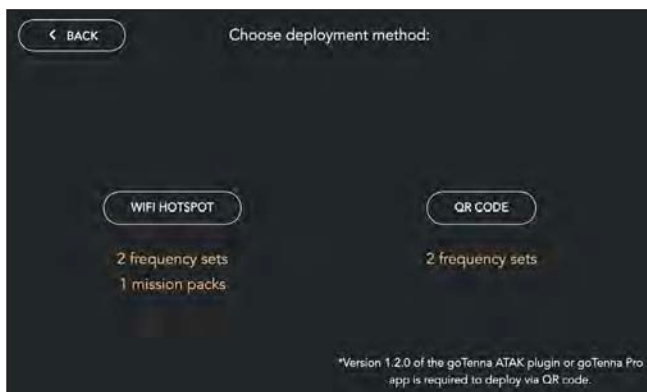 BACK
Choose deployment method:
WIFI HOTSPOT
QR CODE
2 frequency sets
1 mission packs
2 frequency sets
*Version 1.2.0 of the goTenna ATAK plugin or goTenna Pro
app is required to deploy via QR code.